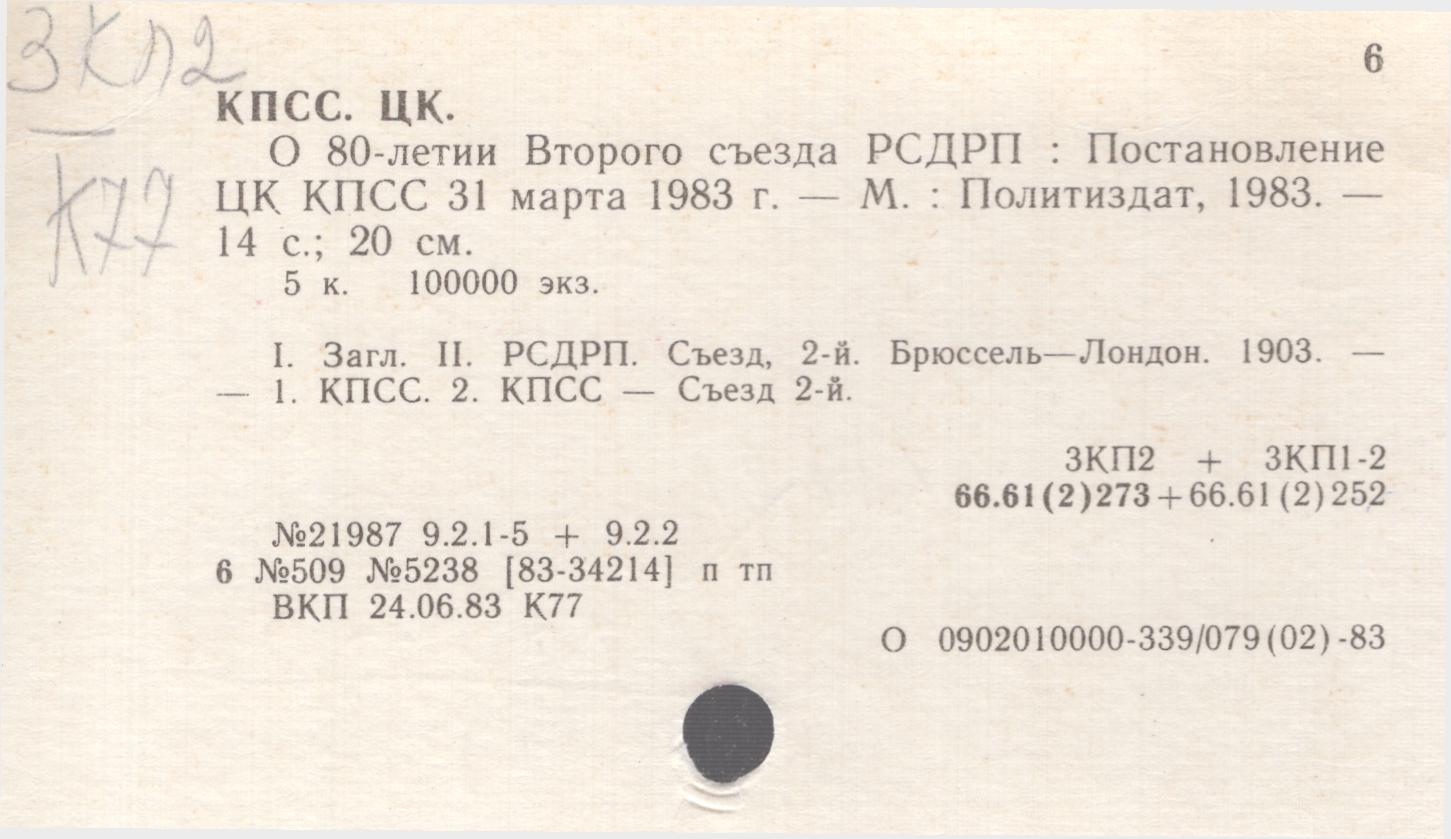 3КП2
К77
6
КПСС. ЦК.
О 80-летии Второго съезда РСДРП : Постановление
ЦК КПСС 31 марта 1983 г. — М. : Политиздат, 1983. —
14 с.; 20 см.
5 к. 100000 экз.
I. Загл. II. РСДРП. Съезд, 2-й. Брюссель—Лондон. 1903. —
— 1. КПСС. 2. КПСС — Съезд 2-й.
3КП2 + 3КП1-2
66.61(2)273+66.61(2)252
№21987 9.2.1-5 + 9.2.2
6 №509 №5238 [83-34214] п тп
ВКП 24.06.83 К77
О 0902010000-339/079(02)-83